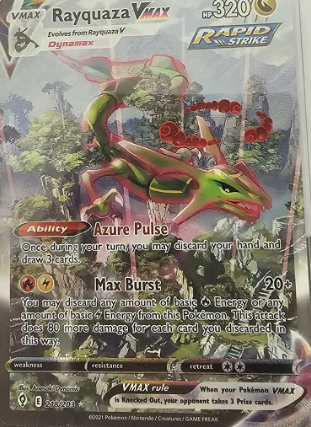 VMAX Rayquaza VMAX HP 320
Evolves from Rayquaza V
Dynamax
RAPID STRIKE
Ability Azure Pulse
Once during your turn, you may discard your hand and
draw 3 cards.
Max Burst 20+
You may discard any amount of basic Energy or any
amount of basic Energy from this Pokémon. This attack
does 80 more damage for each card you discarded in
this way.
weakness resistance retreat
E 218/203
VMAX rule When your Pokémon VMAX
is Knocked Out, your opponent takes 3 Prize cards.
©2021 Pokémon / Nintendo / Creatures / GAME FREAK